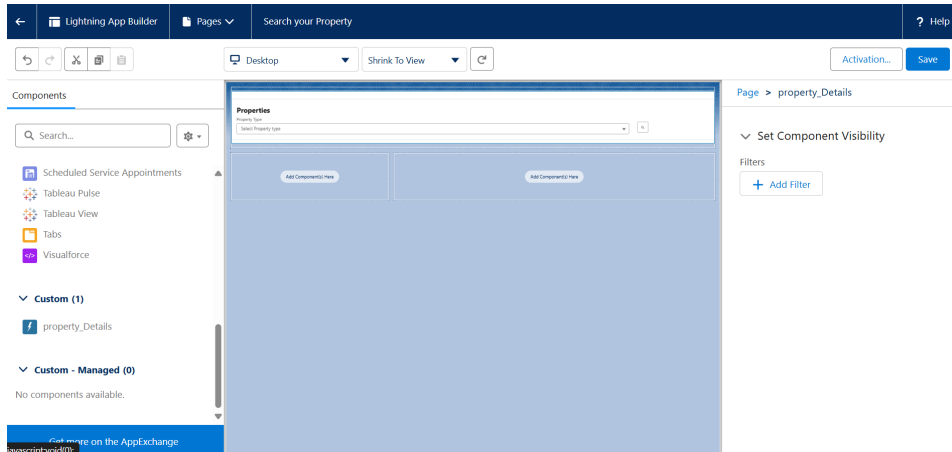 Lightning App Builder
Pages
Search your Property
? Help
Desktop
Shrink To View
Activation...
Save
Components
Search...
Scheduled Service Appointments
Tableau Pulse
Tableau View
Tabs
Visualforce
Custom (1)
property_Details
Custom - Managed (0)
No components available.
Get more on the AppExchange
javascript:void(0);
Properties
Property Type
Select Property type
Add Component(s) Here
Add Component(s) Here
Page > property_Details
Set Component Visibility
Filters
+ Add Filter